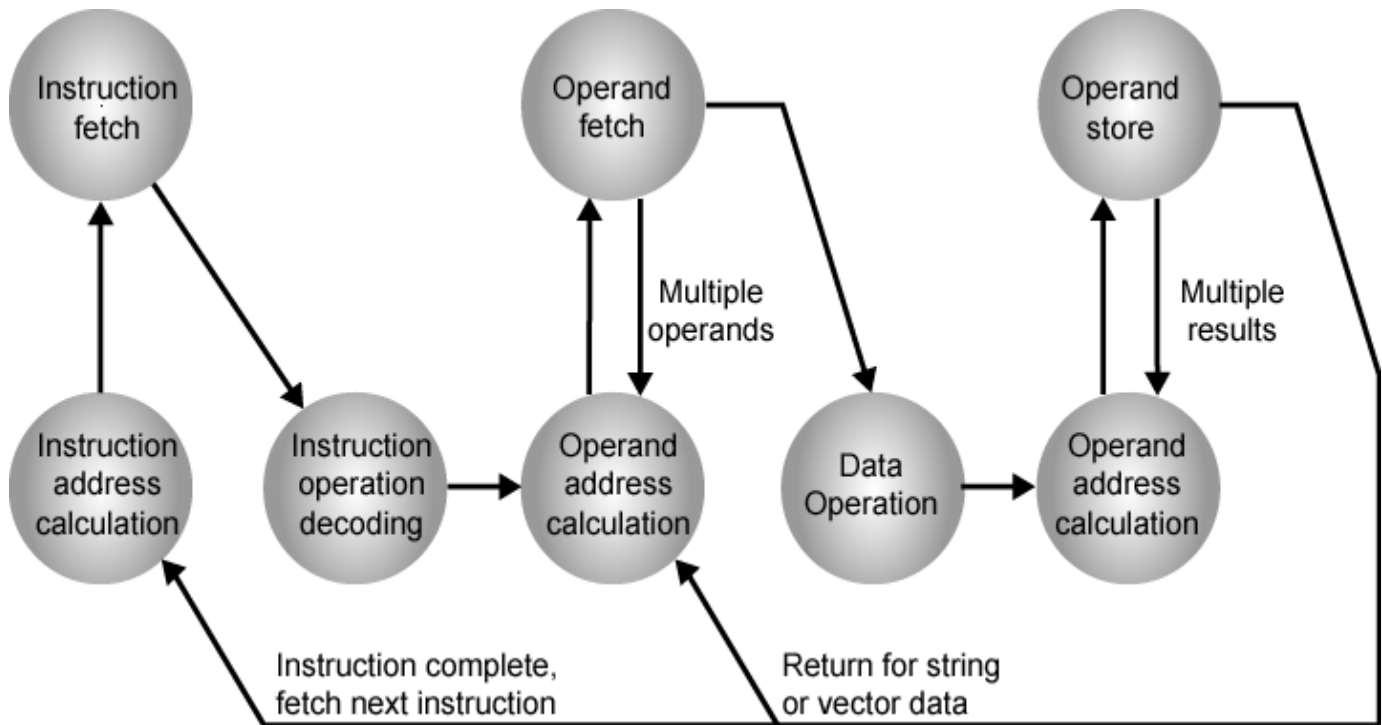 Instruction
fetch
Operand
fetch
Operand
store
Multiple
operands
Multiple
results
Instruction
address
calculation
Instruction
operation
decoding
Operand
address
calculation
Data
Operation
Operand
address
calculation
Instruction complete,
fetch next instruction
Return for string
or vector data